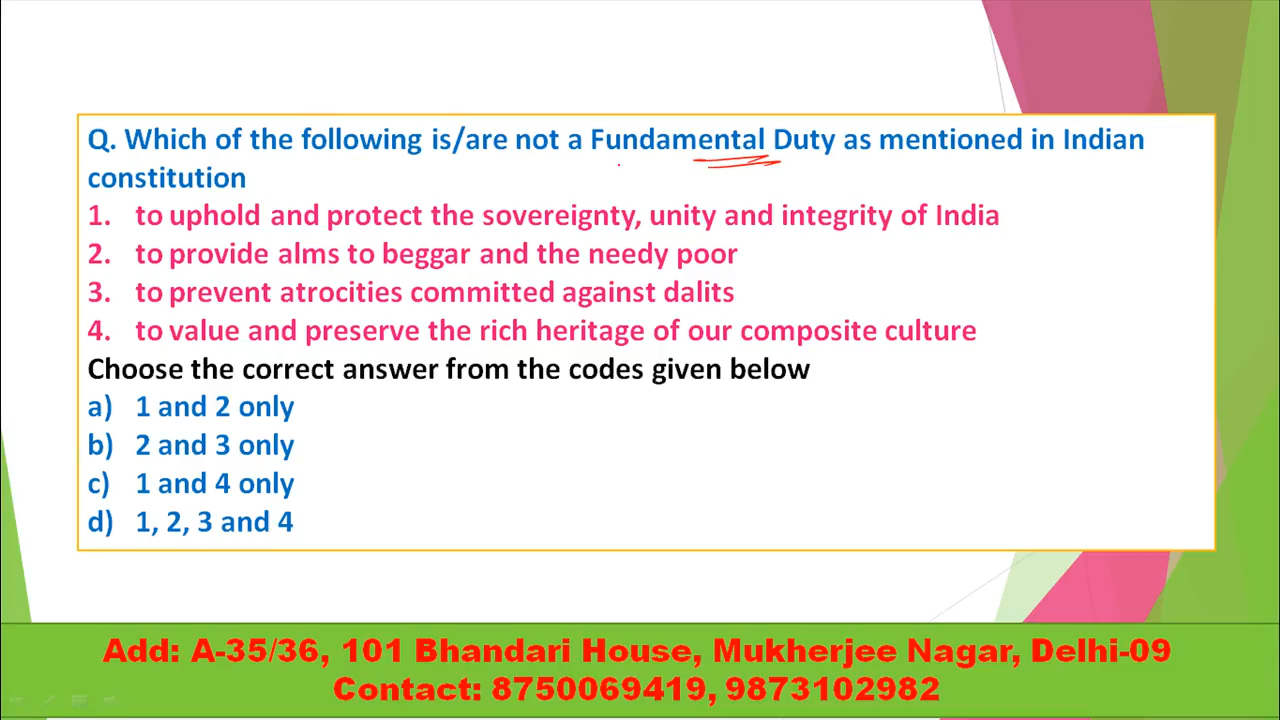 Q. Which of the following is/are not a Fundamental Duty as mentioned in Indian
constitution
1. to uphold and protect the sovereignty, unity and integrity of India
2. to provide alms to beggar and the needy poor
3. to prevent atrocities committed against dalits
4. to value and preserve the rich heritage of our composite culture
Choose the correct answer from the codes given below
a) 1 and 2 only
b) 2 and 3 only
c) 1 and 4 only
d) 1, 2, 3 and 4
Add: A-35/36, 101 Bhandari House, Mukherjee Nagar, Delhi-09
Contact: 8750069419, 9873102982